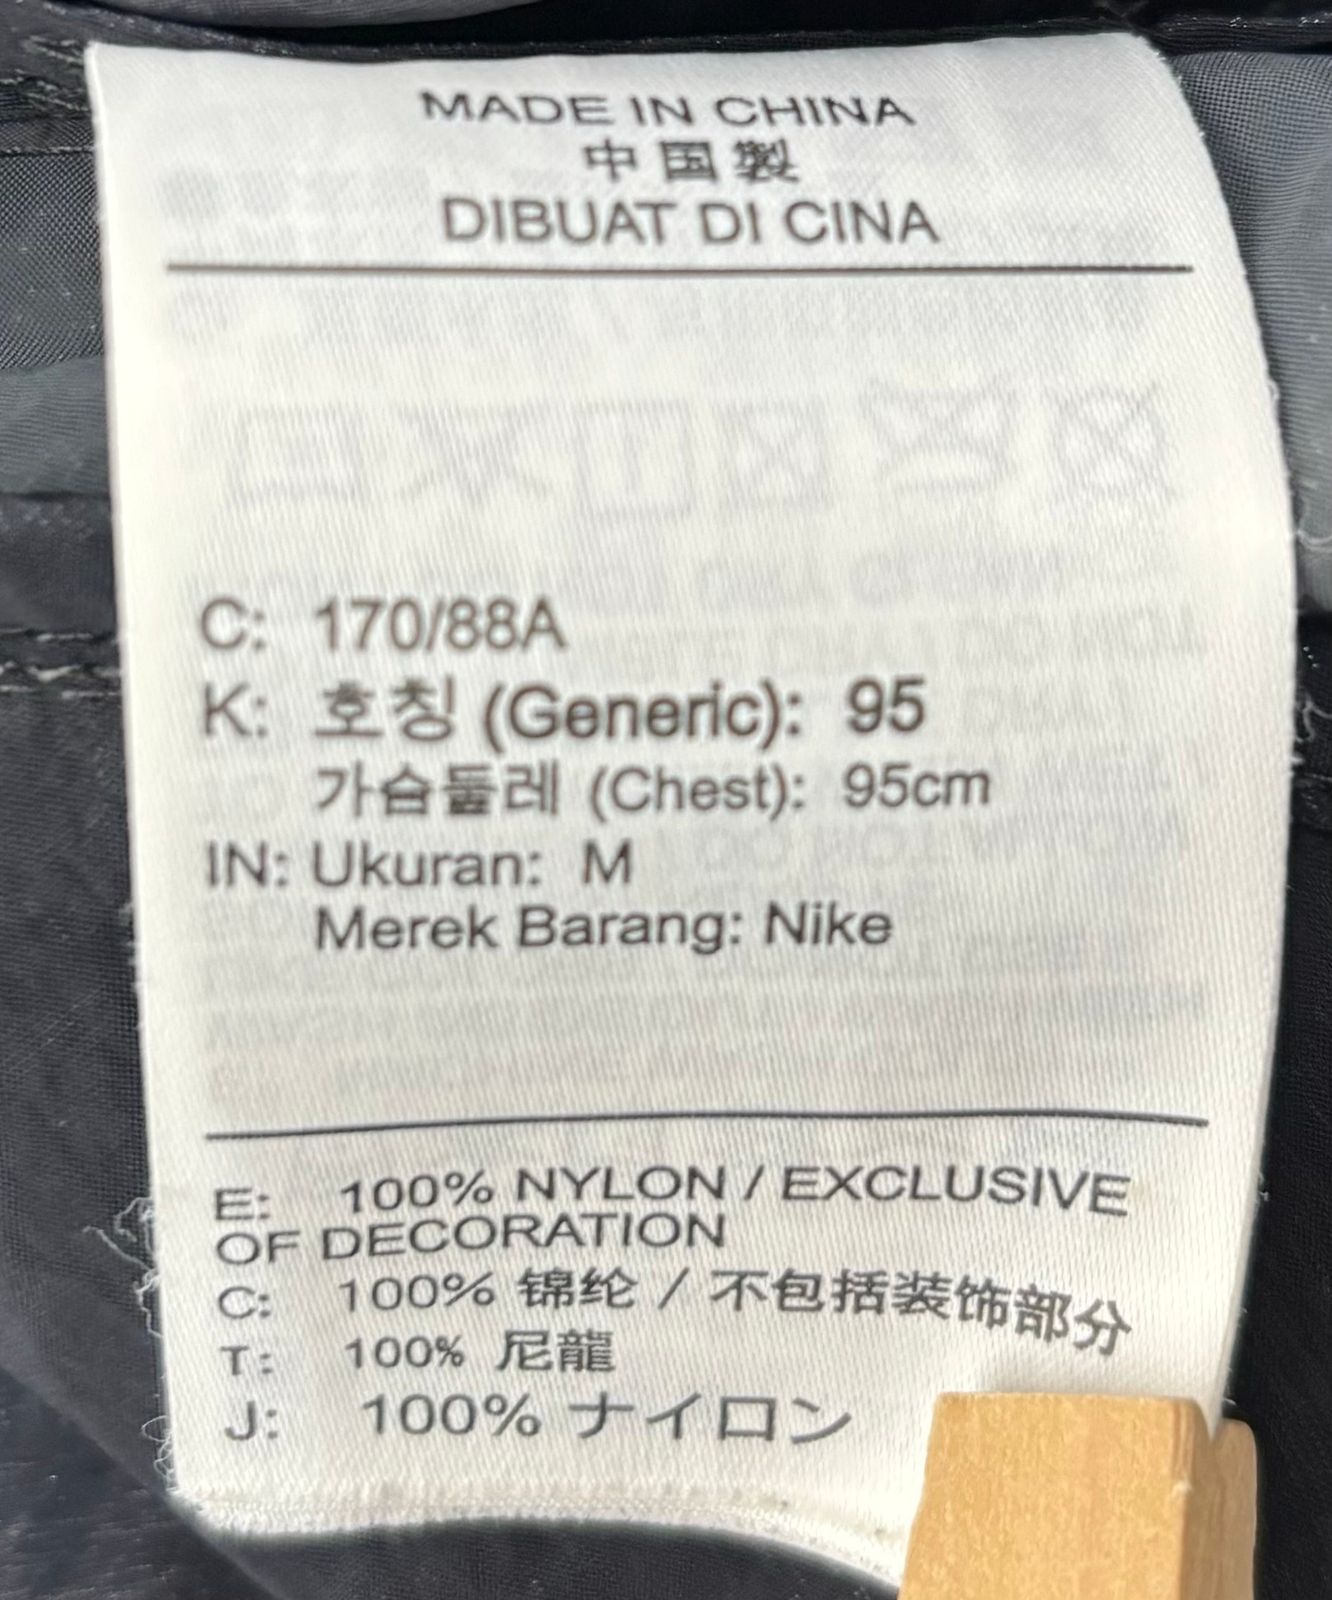 MADE IN CHINA
中国製
DIBUAT DI CINA
C: 170/88A
K: 호칭 (Generic): 95
가슴둘레 (Chest): 95cm
IN: Ukuran: M
Merek Barang: Nike
E: 100% NYLON / EXCLUSIVE
OF DECORATION
C: 100% 锦纶 / 不包括装饰部分
T: 100% 尼龍
J: 100% ナイロン